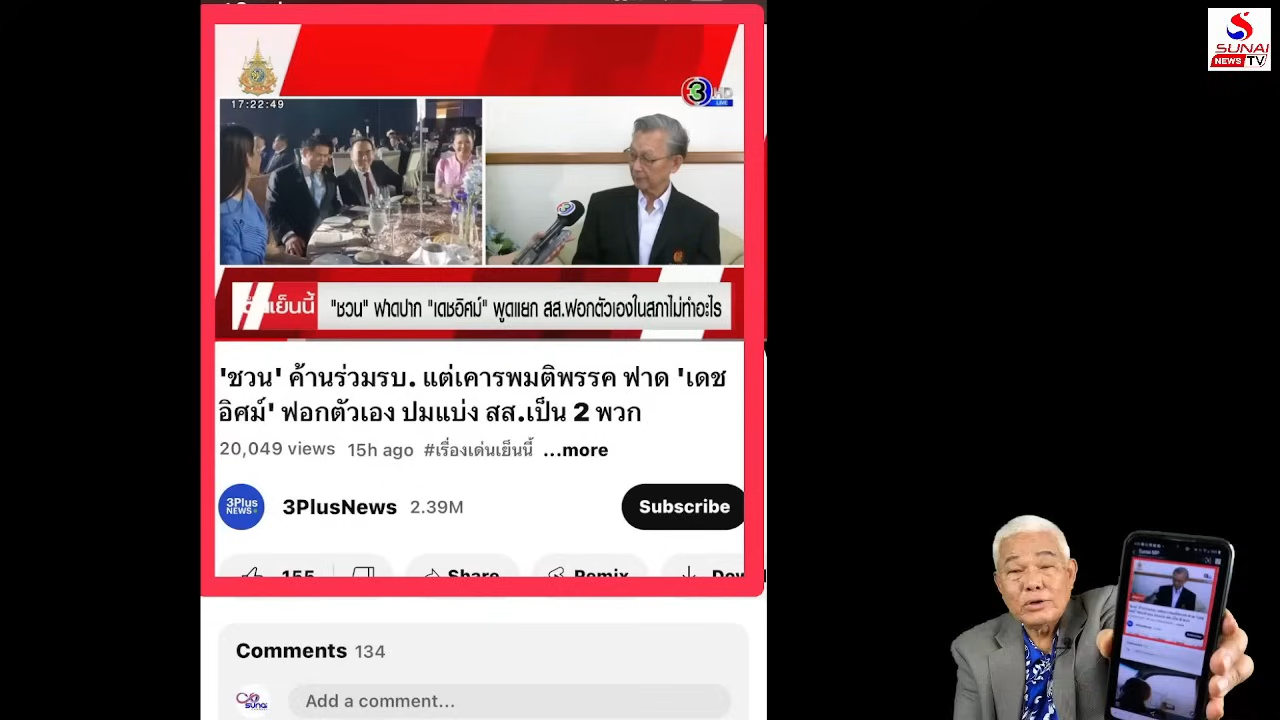 SUNAI
NEWS TV
3 HD
LIVE
17:22:49
เย็นนี้
"ชวน" ฟาดปาก "เดชอิศม์" พูดแยก สส.ฟอกตัวเองในสภาไม่ทำอะไร
'ชวน' ค้านร่วมรบ. แต่เคารพมติพรรค ฟาด 'เดช
อิศม์' ฟอกตัวเอง ปมแบ่ง สส.เป็น 2 พวก
20,049 views 15h ago #เรื่องเด่นเย็นนี้ ...more
3Plus
NEWS
3PlusNews 2.39M
Subscribe
155 Share Remix
Comments 134
SUNAI
Add a comment...